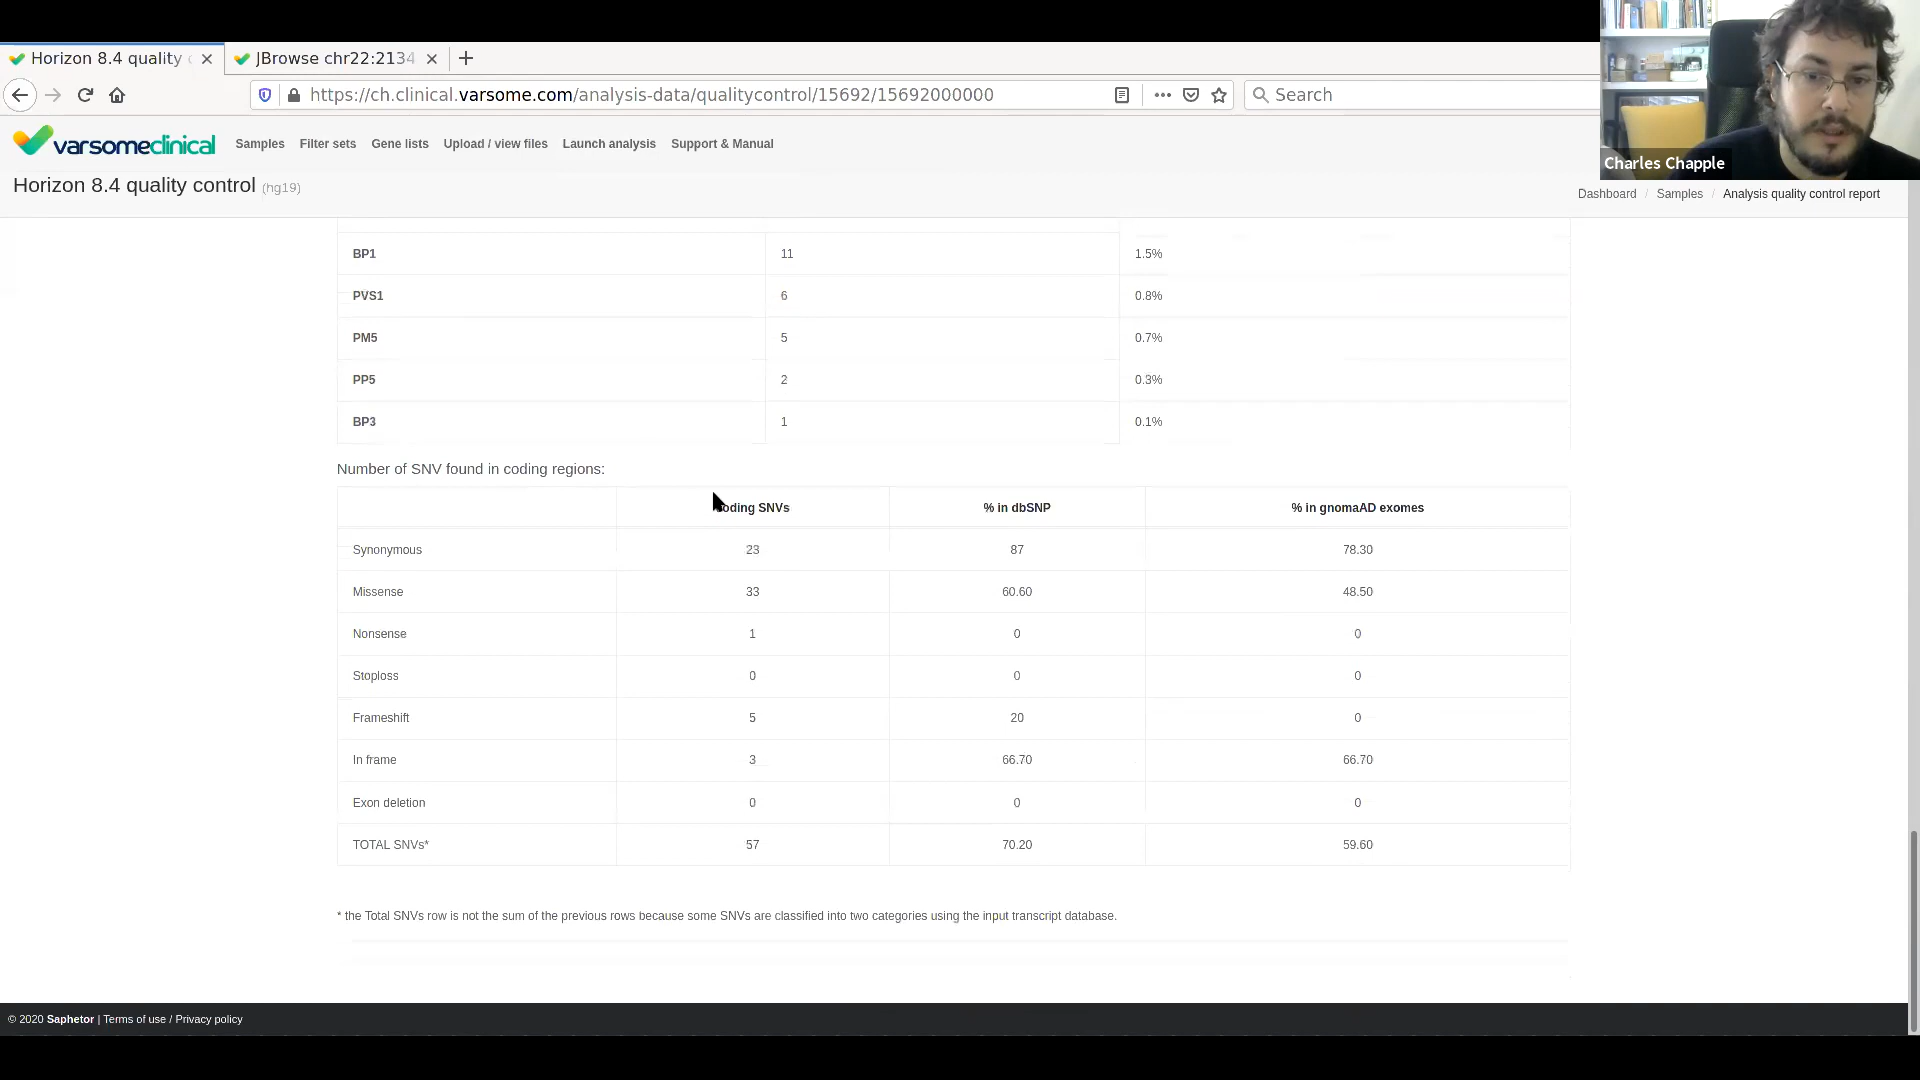 Horizon 8.4 quality
JBrowse chr22:2134
https://ch.clinical.varsome.com/analysis-data/qualitycontrol/15692/15692000000
Search
Charles Chapple
varsomeclinical
Samples Filter sets Gene lists Upload / view files Launch analysis Support & Manual
Horizon 8.4 quality control (hg19)
Dashboard / Samples / Analysis quality control report
BP1 11 1.5%
PVS1 6 0.8%
PM5 5 0.7%
PP5 2 0.3%
BP3 1 0.1%
Number of SNV found in coding regions:
oding SNVs % in dbSNP % in gnomaAD exomes
Synonymous 23 87 78.30
Missense 33 60.60 48.50
Nonsense 1 0 0
Stoploss 0 0 0
Frameshift 5 20 0
In frame 3 66.70 66.70
Exon deletion 0 0 0
TOTAL SNVs* 57 70.20 59.60
* the Total SNVs row is not the sum of the previous rows because some SNVs are classified into two categories using the input transcript database.
© 2020 Saphetor | Terms of use / Privacy policy